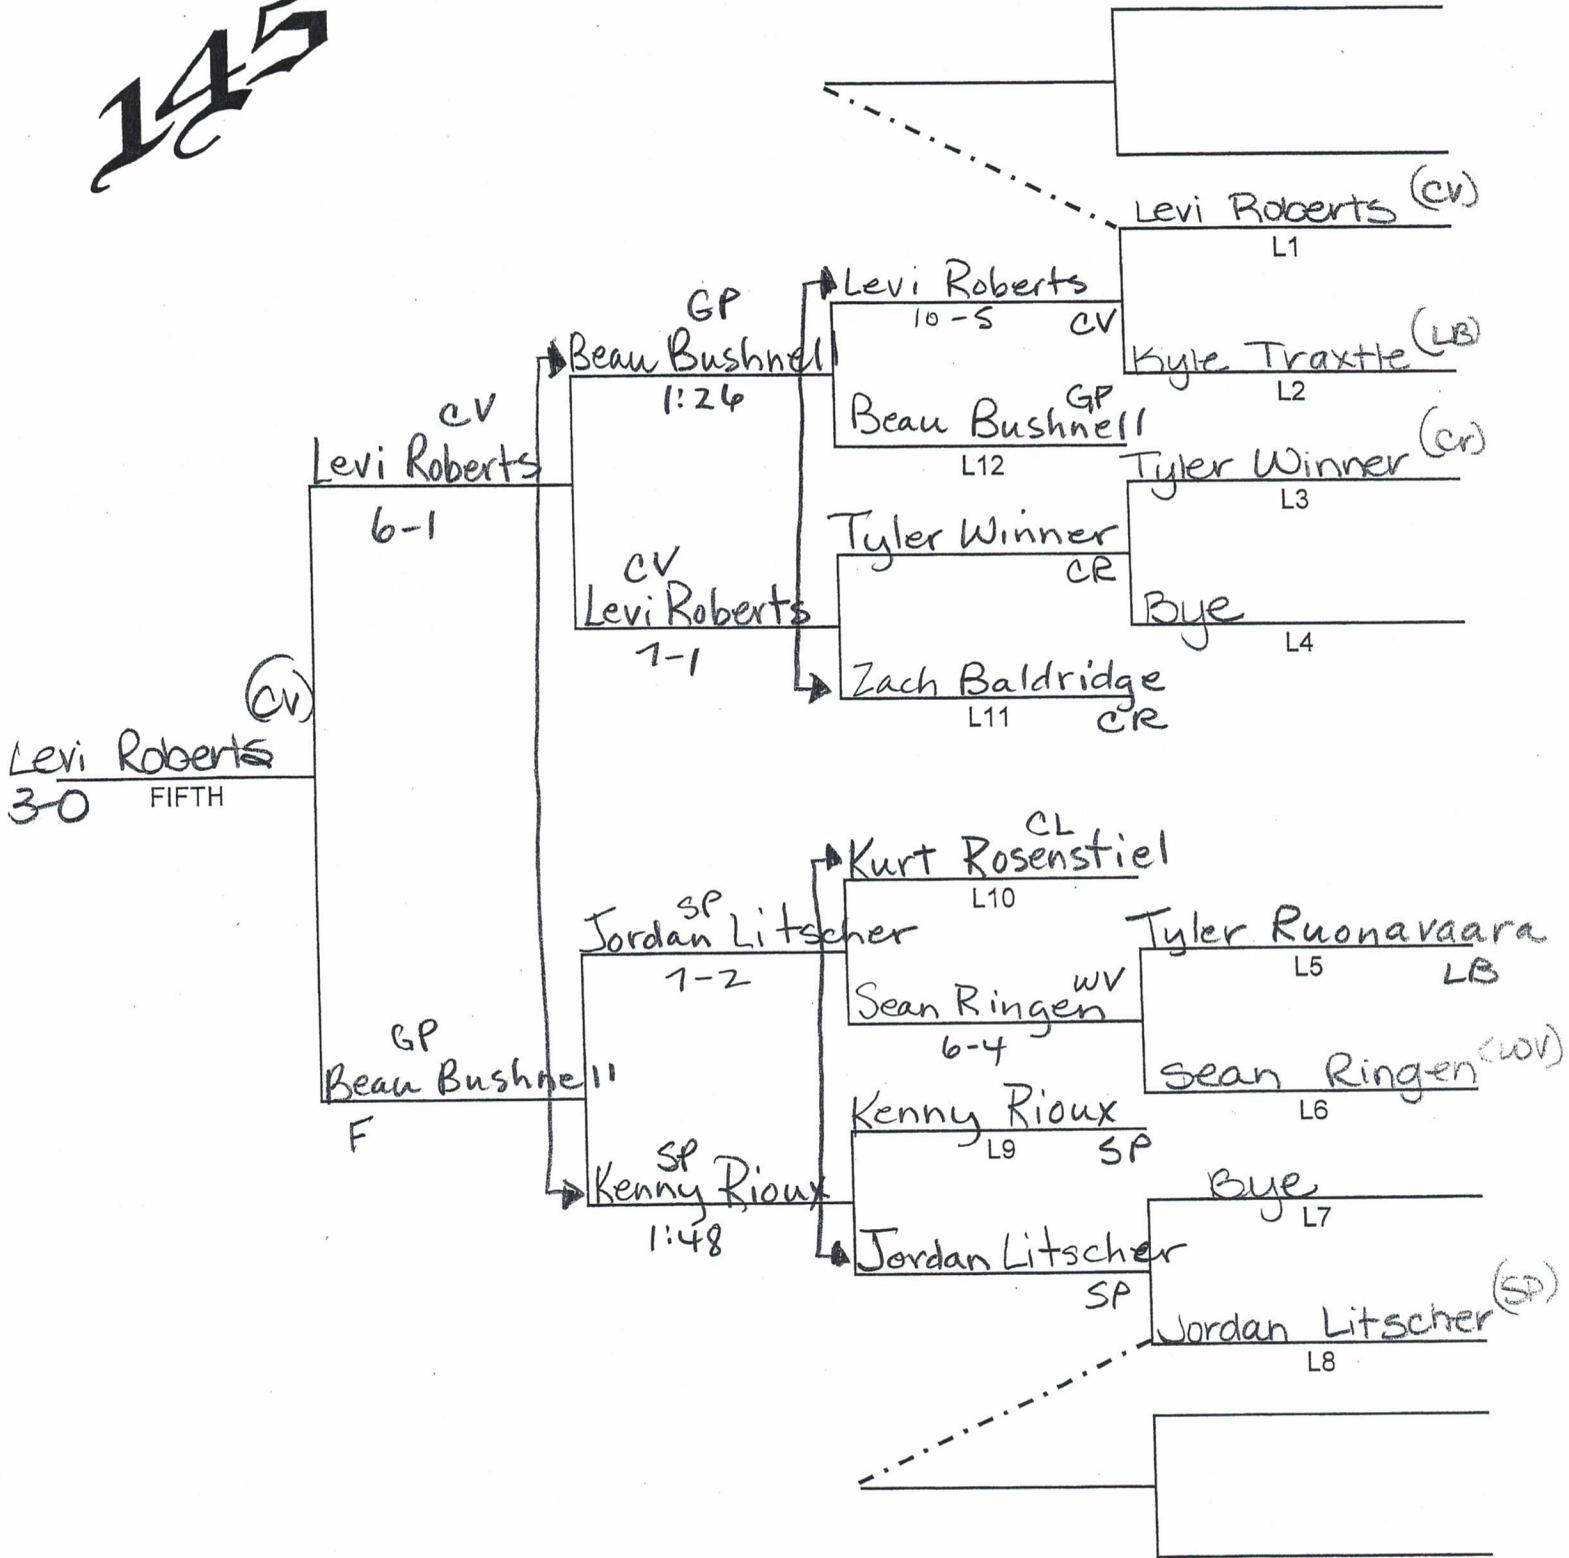 145
C
Levi Roberts (CV)
L1
Levi Roberts
10-5 CV
GP
Kyle Traxtle (LB)
L2
Beau Bushnell
1:26
GP
Beau Bushnell
L12
CV
Levi Roberts
6-1
Tyler Winner (Cr)
L3
Tyler Winner
CR
CV
Levi Roberts
7-1
Bye
L4
Zach Baldridge
L11 CR
(CV)
Levi Roberts
3-0 FIFTH
CL
Kurt Rosenstiel
L10
SP
Jordan Litscher
7-2
Tyler Ruonavaara
L5 LB
WV
Sean Ringen
6-4
GP
Beau Bushnell
F
Sean Ringen (WV)
L6
Kenny Rioux
L9 SP
SP
Kenny Rioux
1:48
Bye
L7
Jordan Litscher
SP
Jordan Litscher (SP)
L8